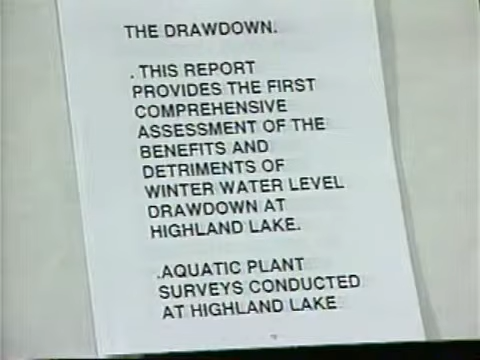 THE DRAWDOWN.
. THIS REPORT
PROVIDES THE FIRST
COMPREHENSIVE
ASSESSMENT OF THE
BENEFITS AND
DETRIMENTS OF
WINTER WATER LEVEL
DRAWDOWN AT
HIGHLAND LAKE.
.AQUATIC PLANT
SURVEYS CONDUCTED
AT HIGHLAND LAKE